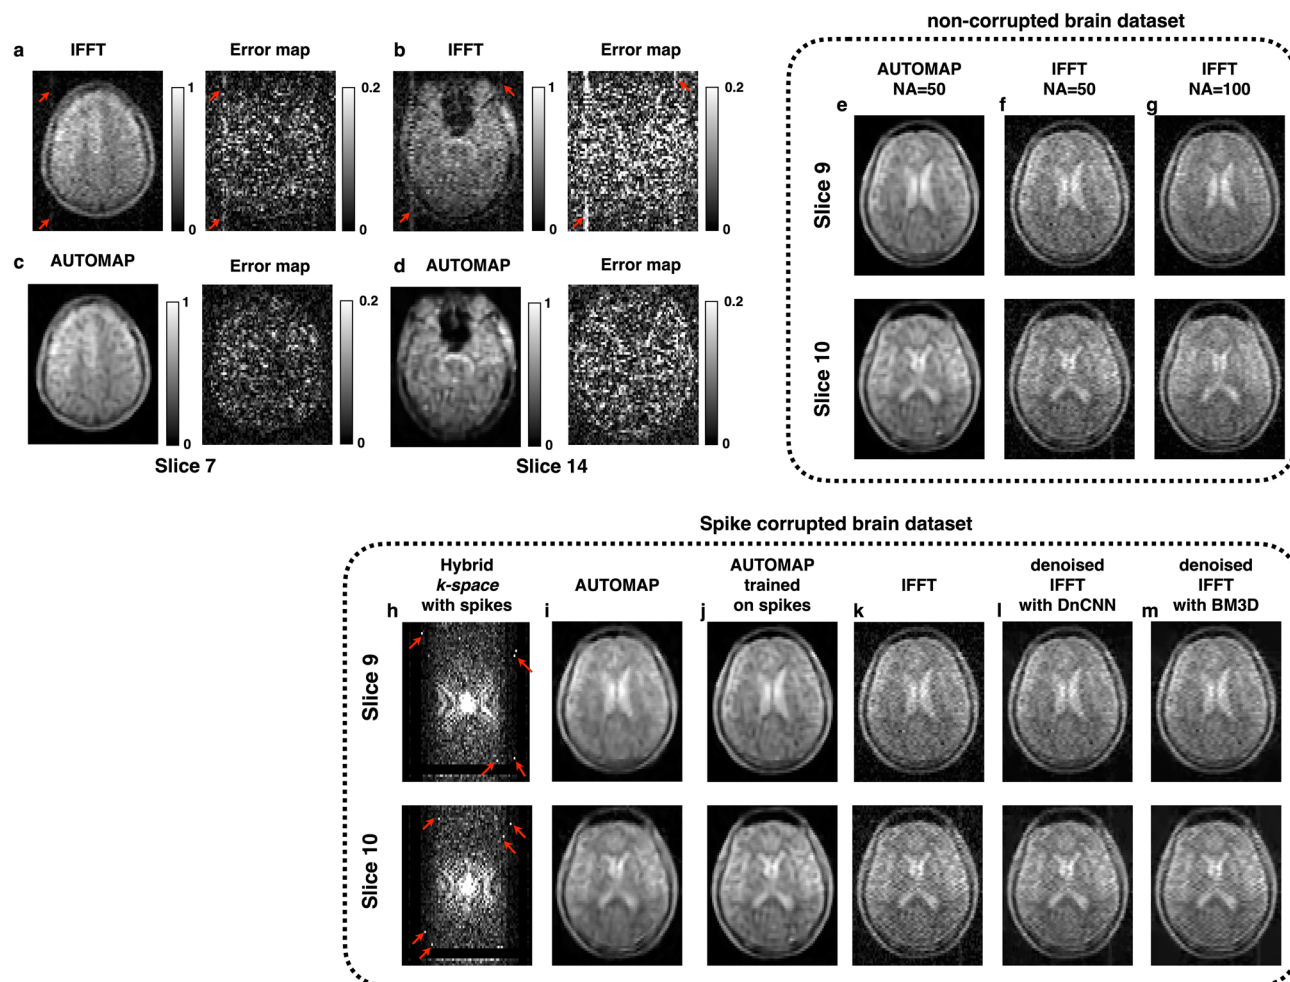 non-corrupted brain dataset
a IFFT Error map b IFFT Error map
1 0.2 1 0.2
0 0 0 0
c AUTOMAP Error map d AUTOMAP Error map
1 0.2 1 0.2
0 0 0 0
Slice 7 Slice 14
AUTOMAP IFFT IFFT
NA=50 NA=50 NA=100
e f g
Slice 9
Slice 10
Spike corrupted brain dataset
Hybrid AUTOMAP denoised denoised
k-space AUTOMAP trained IFFT IFFT IFFT
with spikes on spikes with DnCNN with BM3D
h i j k l m
Slice 9
Slice 10